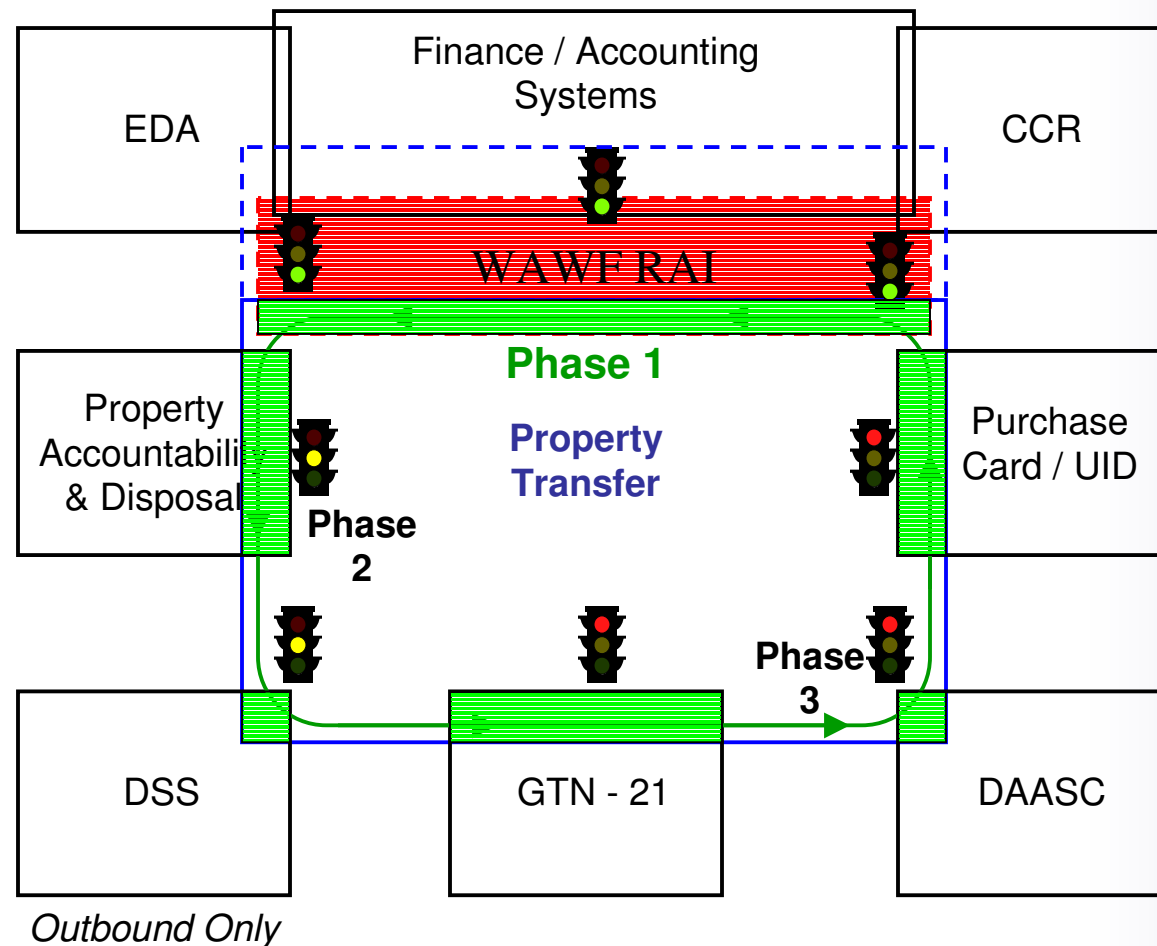 Finance / Accounting
Systems
EDA
CCR
WAWF RAI
Phase 1
Property
Accountability
& Disposal
Property
Transfer
Purchase
Card / UID
Phase
2
Phase
3
DSS
GTN - 21
DAASC
Outbound Only